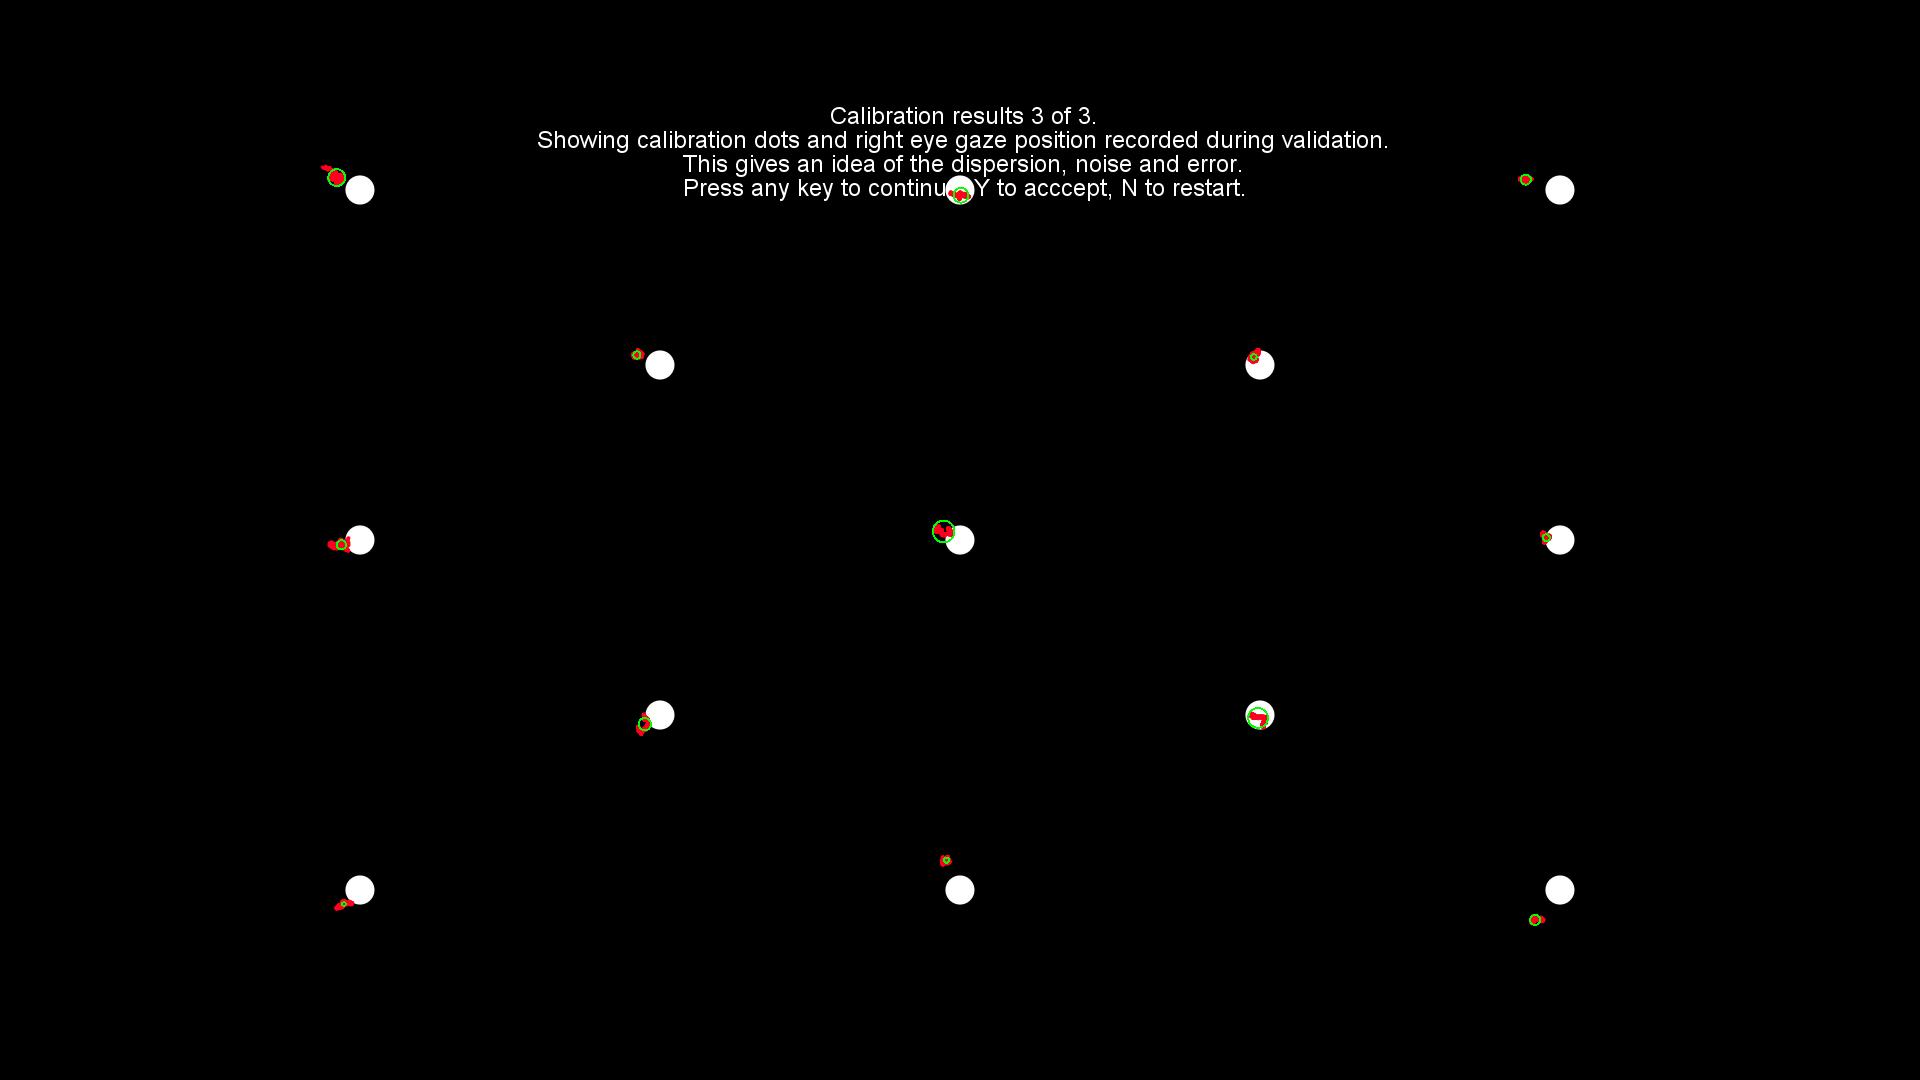 Calibration results 3 of 3.
Showing calibration dots and right eye gaze position recorded during validation.
This gives an idea of the dispersion, noise and error.
Press any key to continu Y to acccept, N to restart.